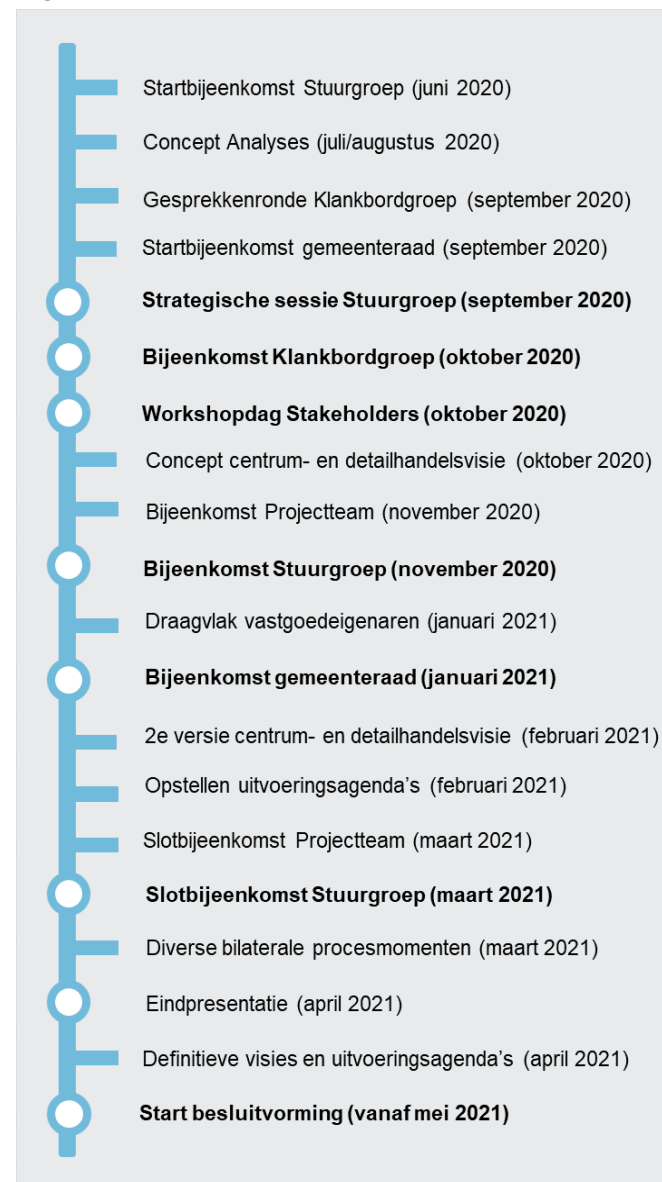 Startbijeenkomst Stuurgroep (juni 2020)
Concept Analyses (juli/augustus 2020)
Gesprekkenronde Klankbordgroep (september 2020)
Startbijeenkomst gemeenteraad (september 2020)
Strategische sessie Stuurgroep (september 2020)
Bijeenkomst Klankbordgroep (oktober 2020)
Workshopdag Stakeholders (oktober 2020)
Concept centrum- en detailhandelsvisie (oktober 2020)
Bijeenkomst Projectteam (november 2020)
Bijeenkomst Stuurgroep (november 2020)
Draagvlak vastgoedeigenaren (januari 2021)
Bijeenkomst gemeenteraad (januari 2021)
2e versie centrum- en detailhandelsvisie (februari 2021)
Opstellen uitvoeringsagenda’s (februari 2021)
Slotbijeenkomst Projectteam (maart 2021)
Slotbijeenkomst Stuurgroep (maart 2021)
Diverse bilaterale procesmomenten (maart 2021)
Eindpresentatie (april 2021)
Definitieve visies en uitvoeringsagenda’s (april 2021)
Start besluitvorming (vanaf mei 2021)